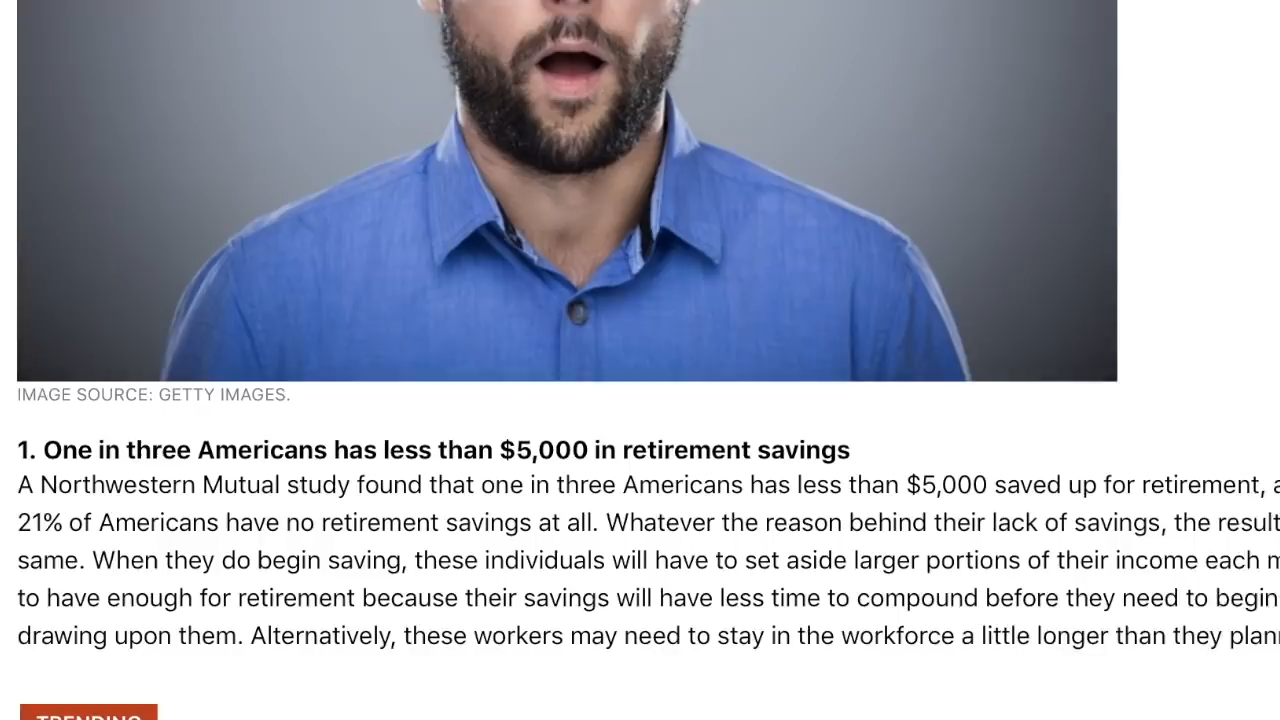 IMAGE SOURCE: GETTY IMAGES.
1. One in three Americans has less than $5,000 in retirement savings
A Northwestern Mutual study found that one in three Americans has less than $5,000 saved up for retirement, a
21% of Americans have no retirement savings at all. Whatever the reason behind their lack of savings, the result
same. When they do begin saving, these individuals will have to set aside larger portions of their income each m
to have enough for retirement because their savings will have less time to compound before they need to begin
drawing upon them. Alternatively, these workers may need to stay in the workforce a little longer than they plann
TRENDING